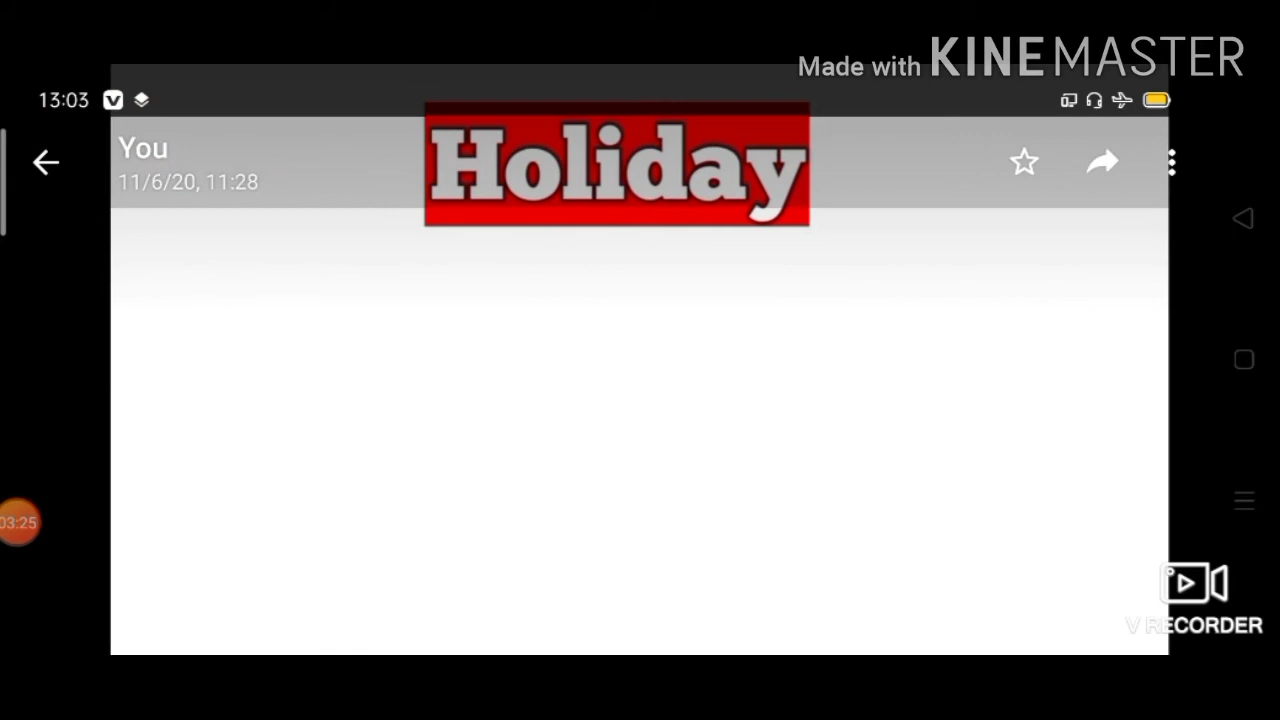 Made with KINEMASTER
13:03
You
11/6/20, 11:28
Holiday
03:25
V RECORDER